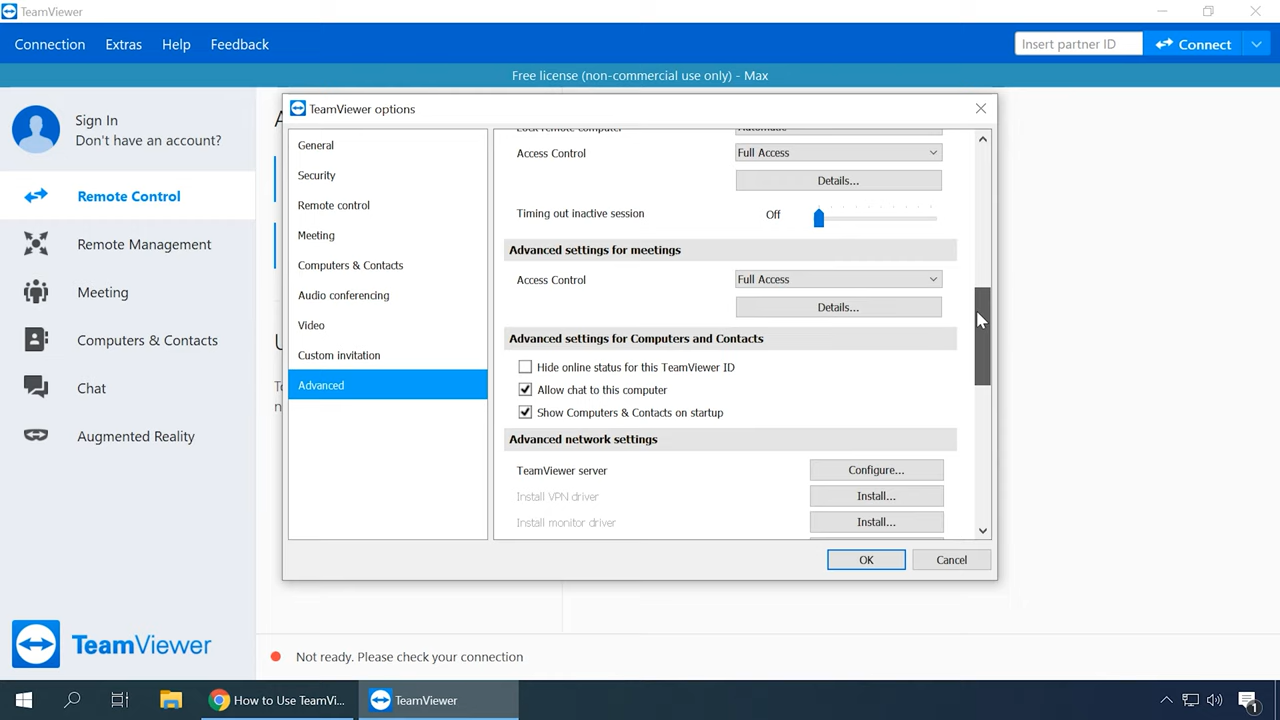 TeamViewer
Connection Extras Help Feedback
Insert partner ID Connect
Free license (non-commercial use only) - Max
Sign In
Don't have an account?
Remote Control
Remote Management
Meeting
Computers & Contacts
Chat
Augmented Reality
TeamViewer
TeamViewer options
General
Security
Remote control
Meeting
Computers & Contacts
Audio conferencing
Video
Custom invitation
Advanced
Lock remote computer Automatic
Access Control Full Access
Details...
Timing out inactive session Off
Advanced settings for meetings
Access Control Full Access
Details...
Advanced settings for Computers and Contacts
Hide online status for this TeamViewer ID
Allow chat to this computer
Show Computers & Contacts on startup
Advanced network settings
TeamViewer server Configure...
Install VPN driver Install...
Install monitor driver Install...
OK Cancel
Not ready. Please check your connection
How to Use TeamVi... TeamViewer 1